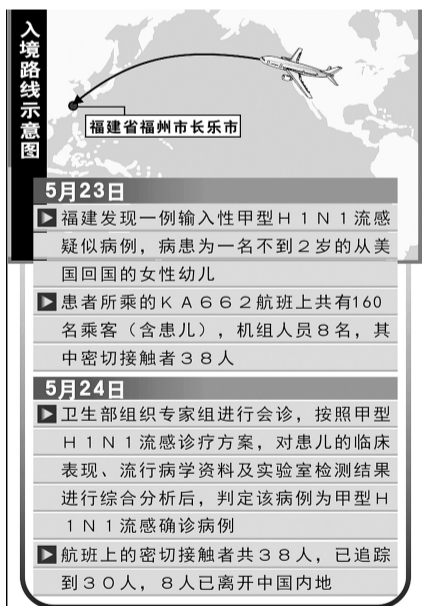 入境路线示意图
福建省福州市长乐市
5月23日
福建发现一例输入性甲型H1N1流感
疑似病例，病患为一名不到2岁的从美
国回国的女性幼儿
患者所乘的KA662航班上共有160
名乘客（含患儿），机组人员8名，其
中密切接触者38人
5月24日
卫生部组织专家组进行会诊，按照甲型
H1N1流感诊疗方案，对患儿的临床
表现、流行病学资料及实验室检测结果
进行综合分析后，判定该病例为甲型H
1N1流感确诊病例
航班上的密切接触者共38人，已追踪
到30人，8人已离开中国内地